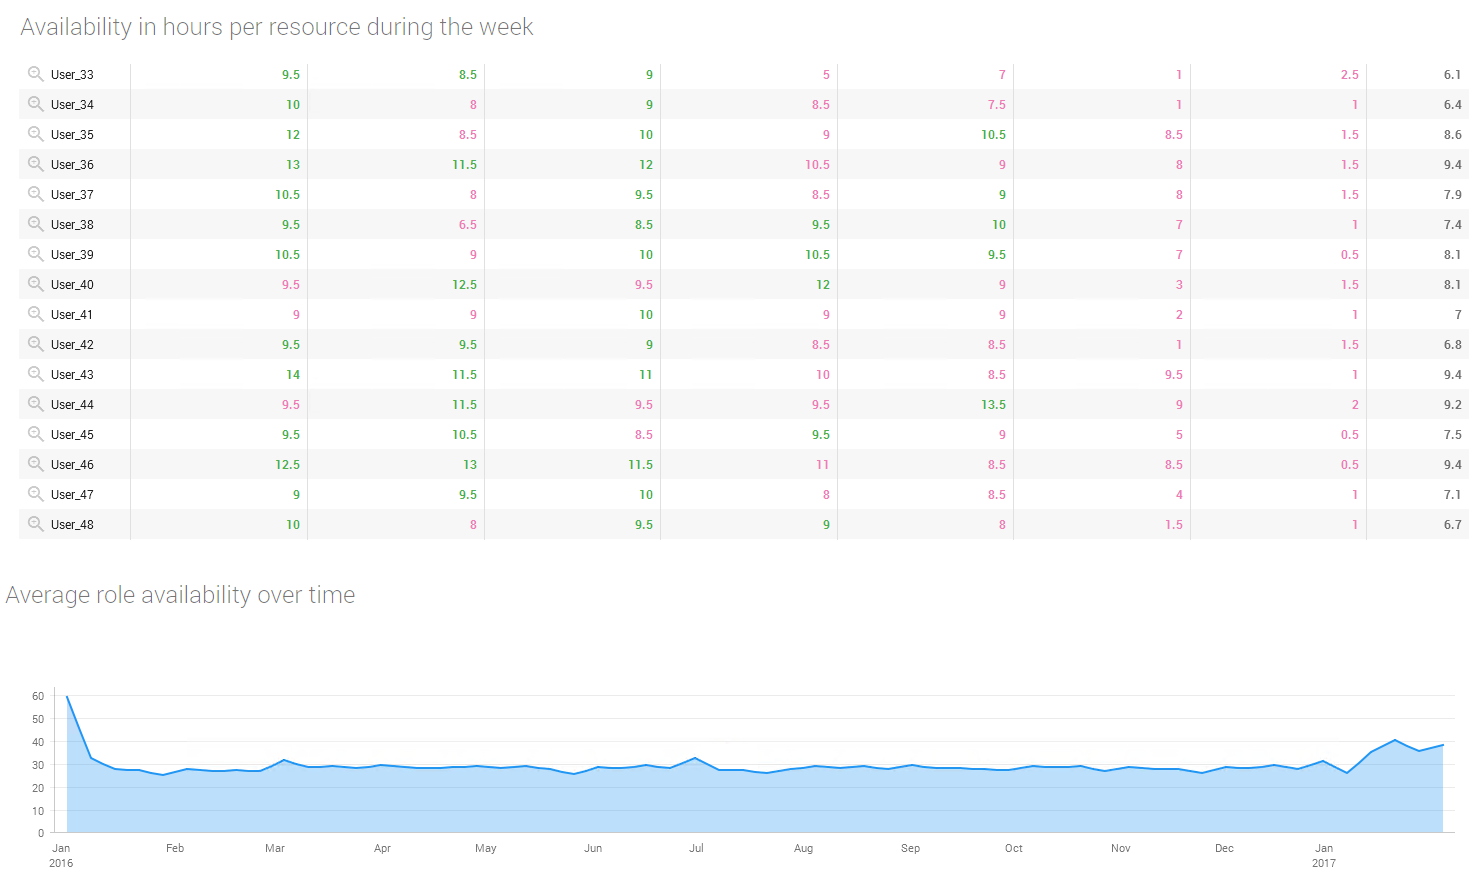 Availability in hours per resource during the week
User_33 9.5 8.5 9 5 7 1 2.5 6.1
User_34 10 8 9 8.5 7.5 1 1 6.4
User_35 12 8.5 10 9 10.5 8.5 1.5 8.6
User_36 13 11.5 12 10.5 9 8 1.5 9.4
User_37 10.5 8 9.5 8.5 9 8 1.5 7.9
User_38 9.5 6.5 8.5 9.5 10 7 1 7.4
User_39 10.5 9 10 10.5 9.5 7 0.5 8.1
User_40 9.5 12.5 9.5 12 9 3 1.5 8.1
User_41 9 9 10 9 9 2 1 7
User_42 9.5 9.5 9 8.5 8.5 1 1.5 6.8
User_43 14 11.5 11 10 8.5 9.5 1 9.4
User_44 9.5 11.5 9.5 9.5 13.5 9 2 9.2
User_45 9.5 10.5 8.5 9.5 9 5 0.5 7.5
User_46 12.5 13 11.5 11 8.5 8.5 0.5 9.4
User_47 9 9.5 10 8 8.5 4 1 7.1
User_48 10 8 9.5 9 8 1.5 1 6.7
Average role availability over time
60
50
40
30
20
10
0
Jan Feb Mar Apr May Jun Jul Aug Sep Oct Nov Dec Jan
2016 2017